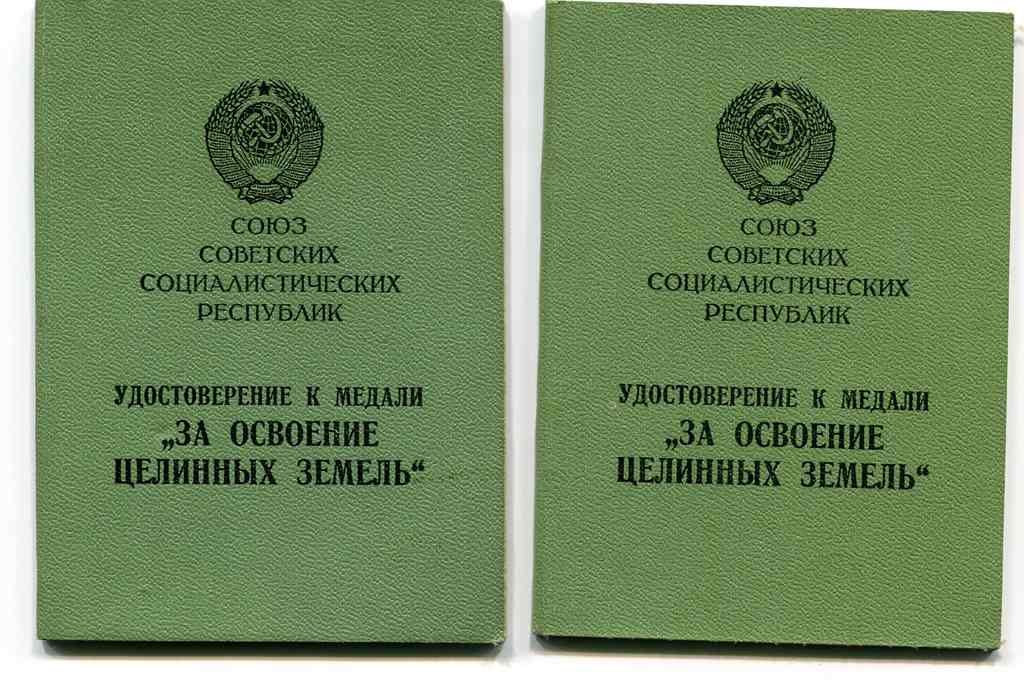 СОЮЗ
СОВЕТСКИХ
СОЦИАЛИСТИЧЕСКИХ
РЕСПУБЛИК
УДОСТОВЕРЕНИЕ К МЕДАЛИ
„ЗА ОСВОЕНИЕ
ЦЕЛИННЫХ ЗЕМЕЛЬ“
СОЮЗ
СОВЕТСКИХ
СОЦИАЛИСТИЧЕСКИХ
РЕСПУБЛИК
УДОСТОВЕРЕНИЕ К МЕДАЛИ
„ЗА ОСВОЕНИЕ
ЦЕЛИННЫХ ЗЕМЕЛЬ“